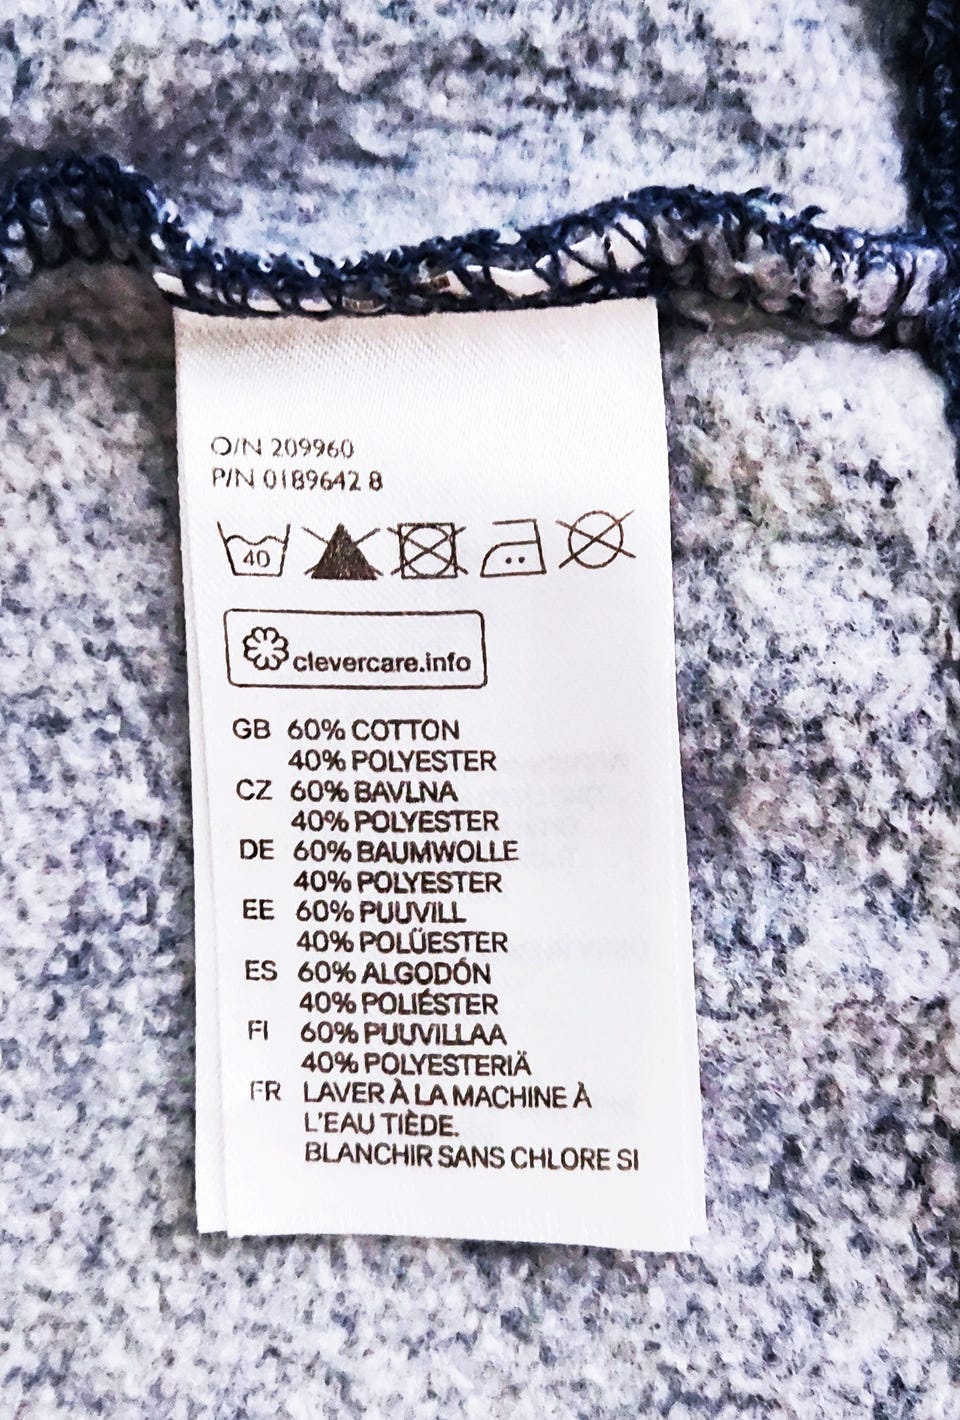 O/N 209960
P/N 0189642 8
40
clevercare.info
GB 60% COTTON
40% POLYESTER
CZ 60% BAVLNA
40% POLYESTER
DE 60% BAUMWOLLE
40% POLYESTER
EE 60% PUUVILL
40% POLÜESTER
ES 60% ALGODÓN
40% POLIÉSTER
FI 60% PUUVILLAA
40% POLYESTERIÄ
FR LAVER À LA MACHINE À
L'EAU TIÈDE.
BLANCHIR SANS CHLORE SI